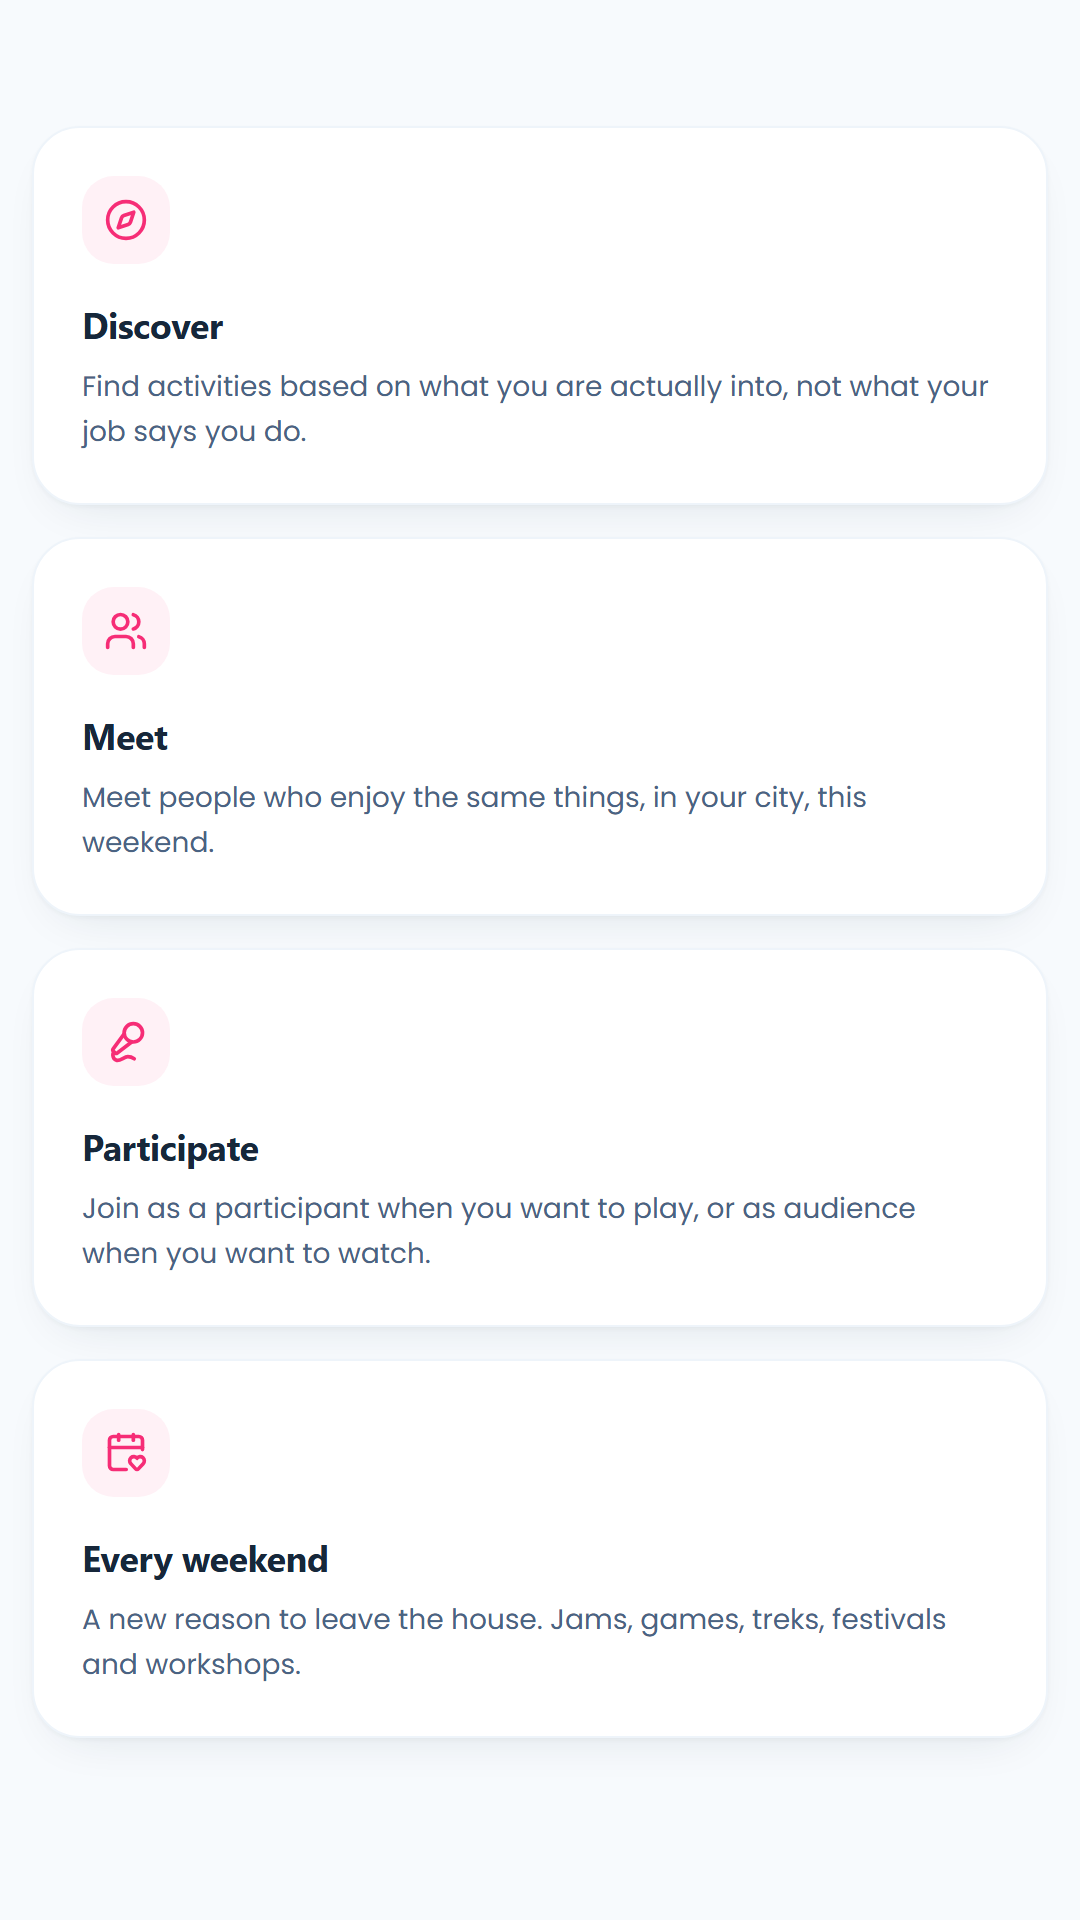 Discover
Find activities based on what you are actually into, not what your
job says you do.
Meet
Meet people who enjoy the same things, in your city, this
weekend.
Participate
Join as a participant when you want to play, or as audience
when you want to watch.
Every weekend
A new reason to leave the house. Jams, games, treks, festivals
and workshops.